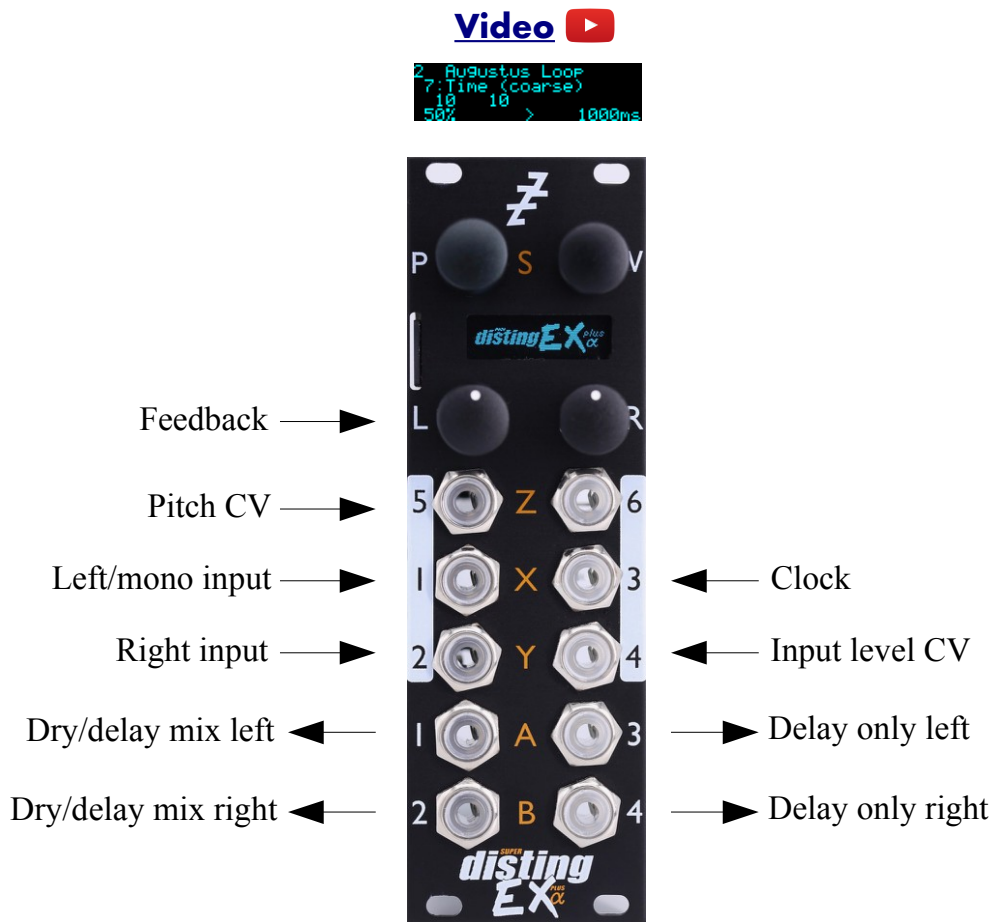 Video
2 Augustus Loop
7:Time (coarse)
10 10
50% > 1000ms
P S V
disting EX plus α
Feedback
L R
Pitch CV
5 Z 6
Left/mono input
1 X 3
Clock
Right input
2 Y 4
Input level CV
Dry/delay mix left
1 A 3
Delay only left
Dry/delay mix right
2 B 4
Delay only right
SUPER
disting
EX PLUS α